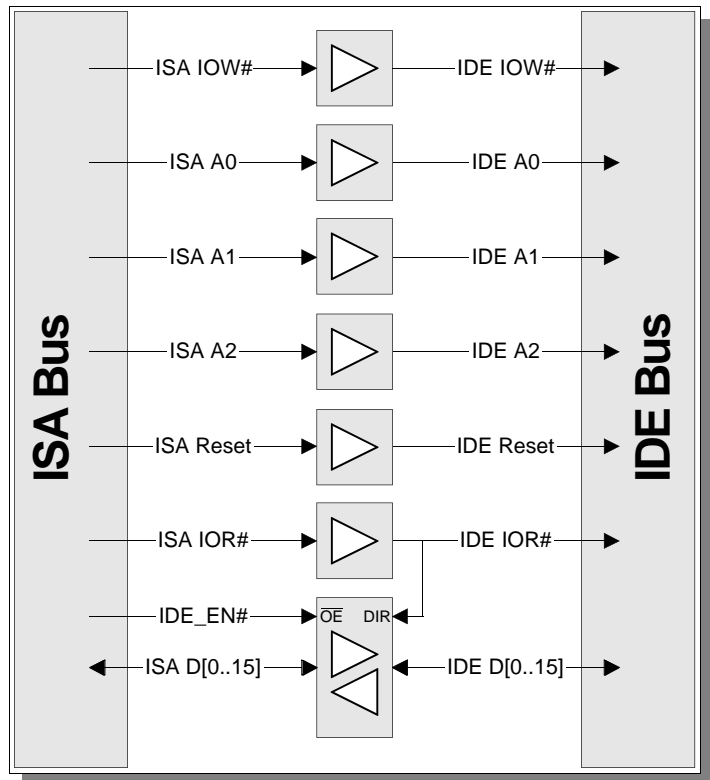 ISA Bus
IDE Bus
ISA IOW# IDE IOW#
ISA A0 IDE A0
ISA A1 IDE A1
ISA A2 IDE A2
ISA Reset IDE Reset
ISA IOR# IDE IOR#
IDE_EN# OE DIR
ISA D[0..15] IDE D[0..15]